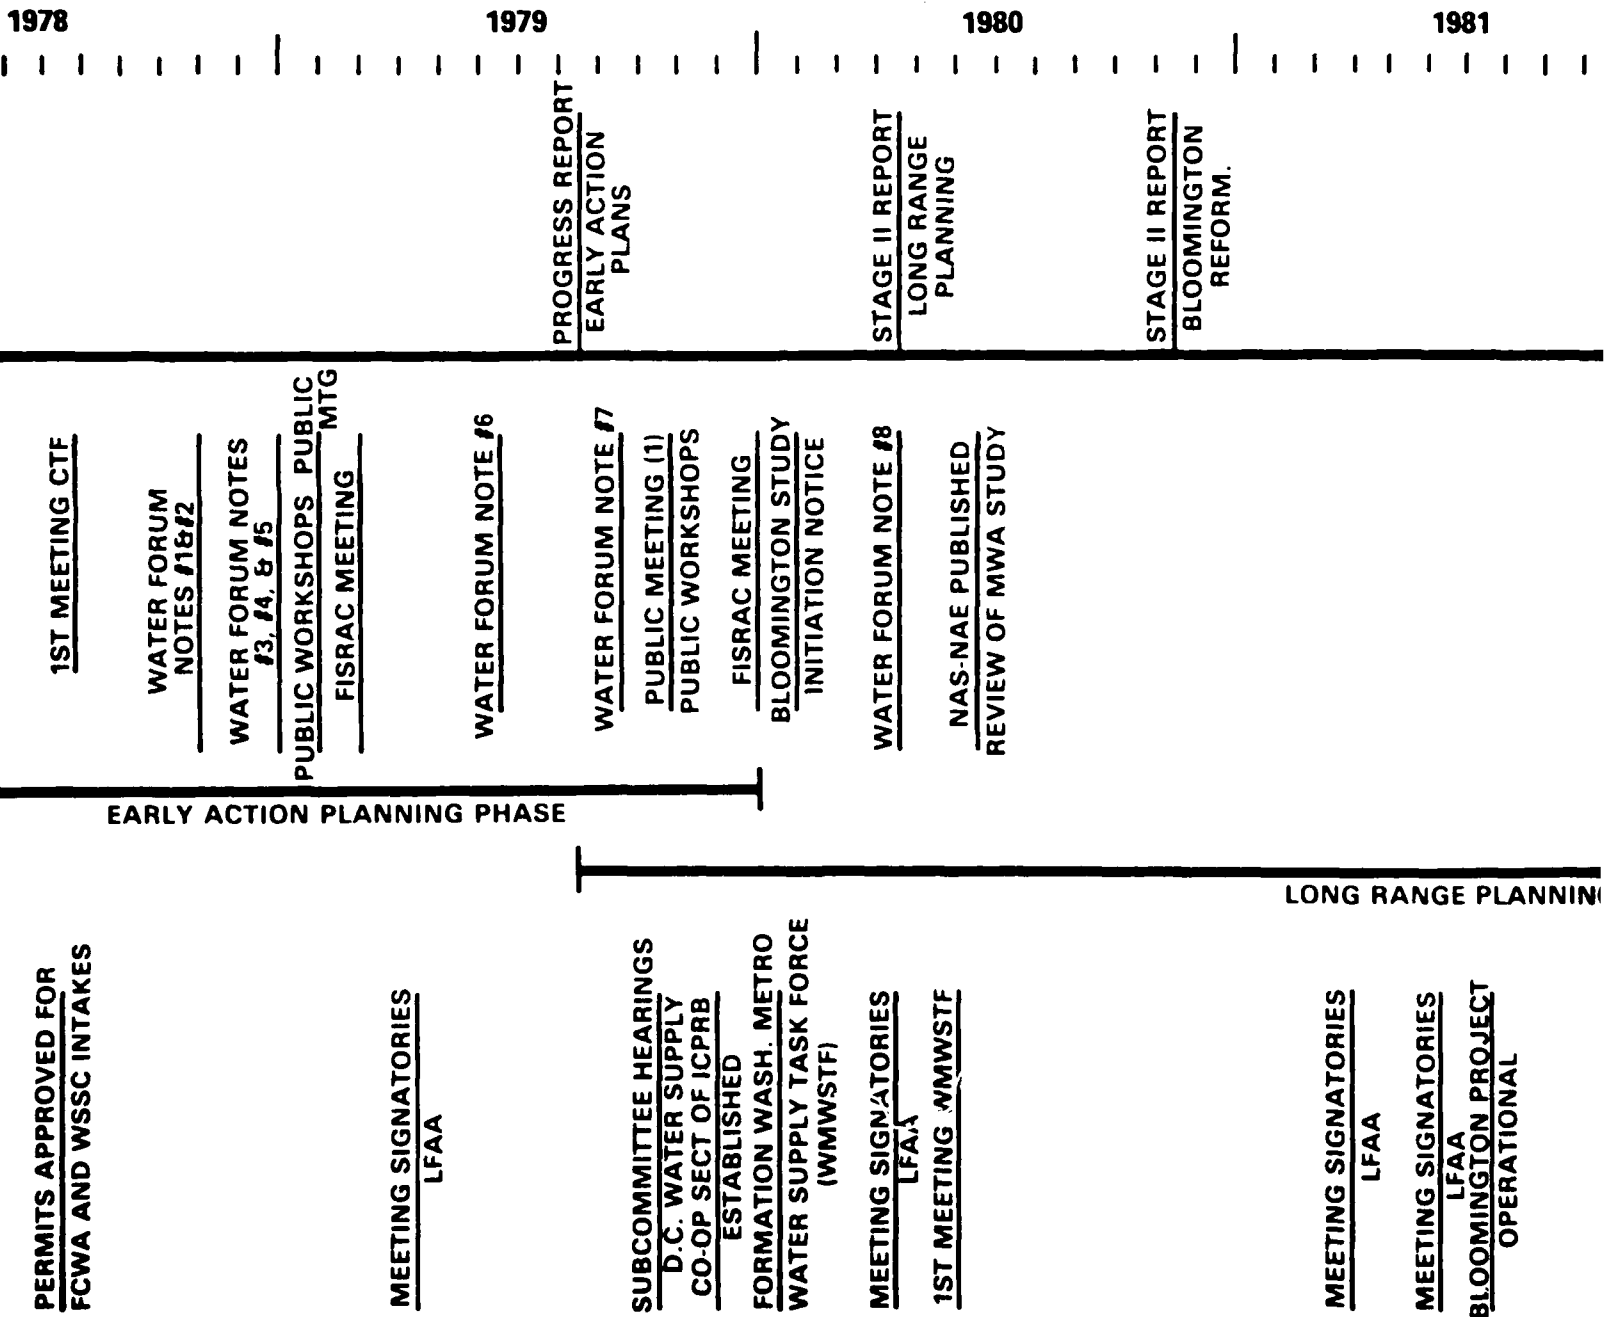 1978
1979
1980
1981
PROGRESS REPORT
EARLY ACTION
PLANS
STAGE II REPORT
LONG RANGE
PLANNING
STAGE II REPORT
BLOOMINGTON
REFORM.
1ST MEETING CTF
WATER FORUM
NOTES #1&#2
WATER FORUM NOTES
#3, #4, & #5
PUBLIC WORKSHOPS PUBLIC
MTG
FISRAC MEETING
WATER FORUM NOTE #6
WATER FORUM NOTE #7
PUBLIC MEETING (1)
PUBLIC WORKSHOPS
FISRAC MEETING
BLOOMINGTON STUDY
INITIATION NOTICE
WATER FORUM NOTE #8
NAS-NAE PUBLISHED
REVIEW OF MWA STUDY
EARLY ACTION PLANNING PHASE
LONG RANGE PLANNIN
PERMITS APPROVED FOR
FCWA AND WSSC INTAKES
MEETING SIGNATORIES
LFAA
SUBCOMMITTEE HEARINGS
D.C. WATER SUPPLY
CO-OP SECT OF ICPRB
ESTABLISHED
FORMATION WASH. METRO
WATER SUPPLY TASK FORCE
(WMWSTF)
MEETING SIGNATORIES
LFAA
1ST MEETING WMWSTF
MEETING SIGNATORIES
LFAA
MEETING SIGNATORIES
LFAA
BLOOMINGTON PROJECT
OPERATIONAL